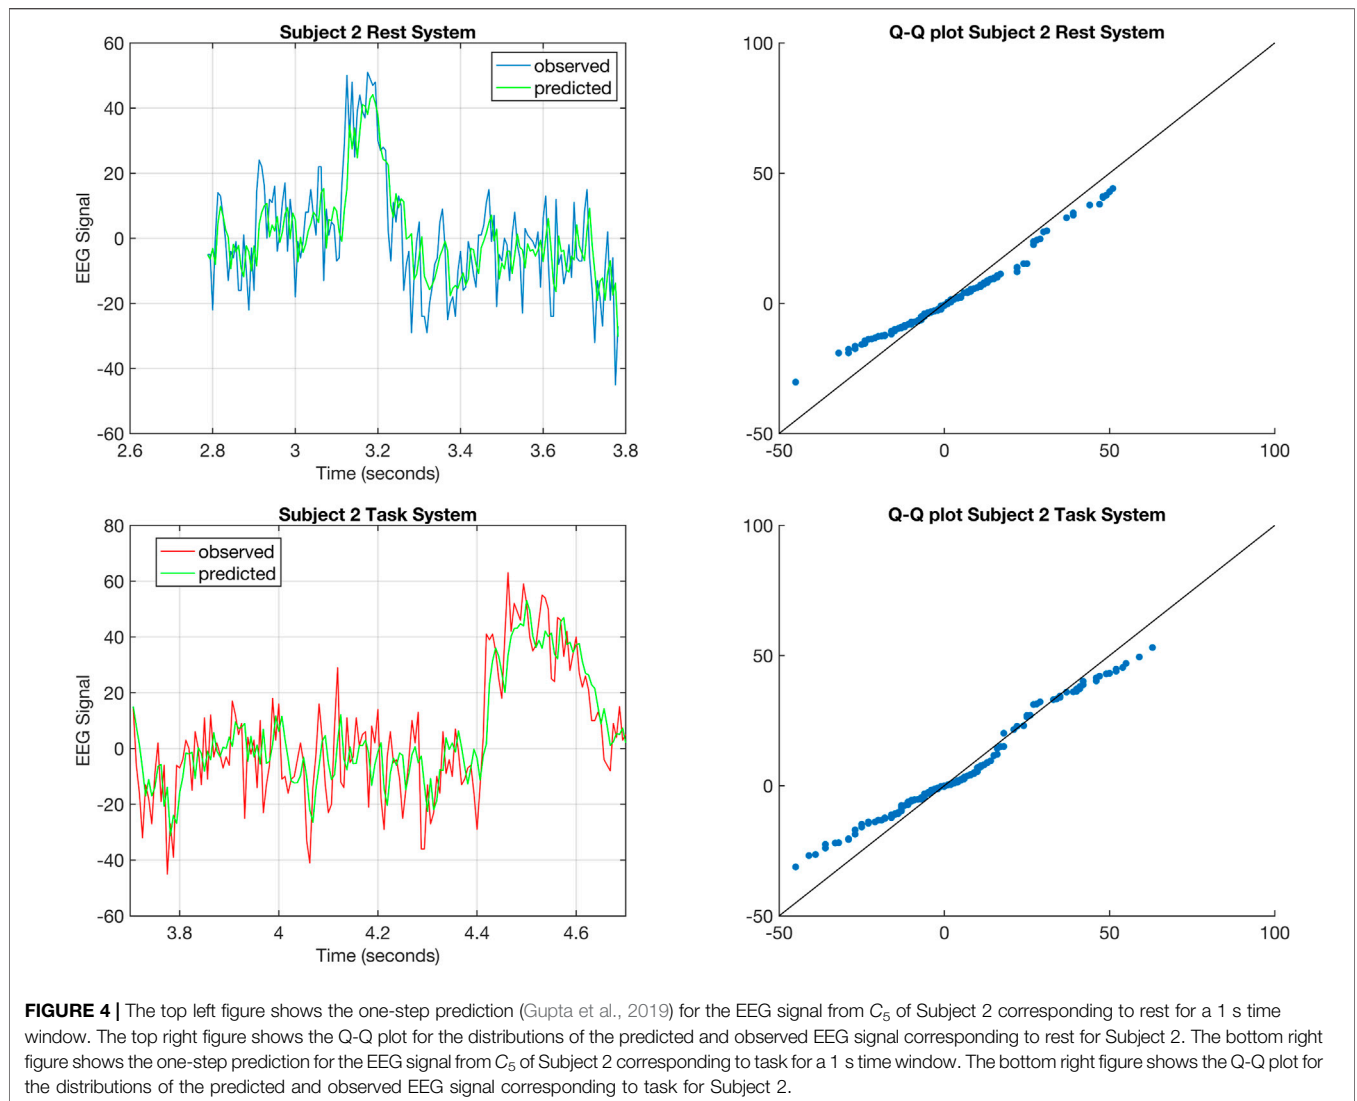 Subject 2 Rest System
60
40
20
0
-20
-40
-60
EEG Signal
observed
predicted
2.6 2.8 3 3.2 3.4 3.6 3.8
Time (seconds)
Q-Q plot Subject 2 Rest System
100
50
0
-50
-50 0 50 100
Subject 2 Task System
80
60
40
20
0
-20
-40
-60
EEG Signal
observed
predicted
3.8 4 4.2 4.4 4.6
Time (seconds)
Q-Q plot Subject 2 Task System
100
50
0
-50
-50 0 50 100
FIGURE 4 | The top left figure shows the one-step prediction (Gupta et al., 2019) for the EEG signal from C5 of Subject 2 corresponding to rest for a 1 s time
window. The top right figure shows the Q-Q plot for the distributions of the predicted and observed EEG signal corresponding to rest for Subject 2. The bottom right
figure shows the one-step prediction for the EEG signal from C5 of Subject 2 corresponding to task for a 1 s time window. The bottom right figure shows the Q-Q plot for
the distributions of the predicted and observed EEG signal corresponding to task for Subject 2.